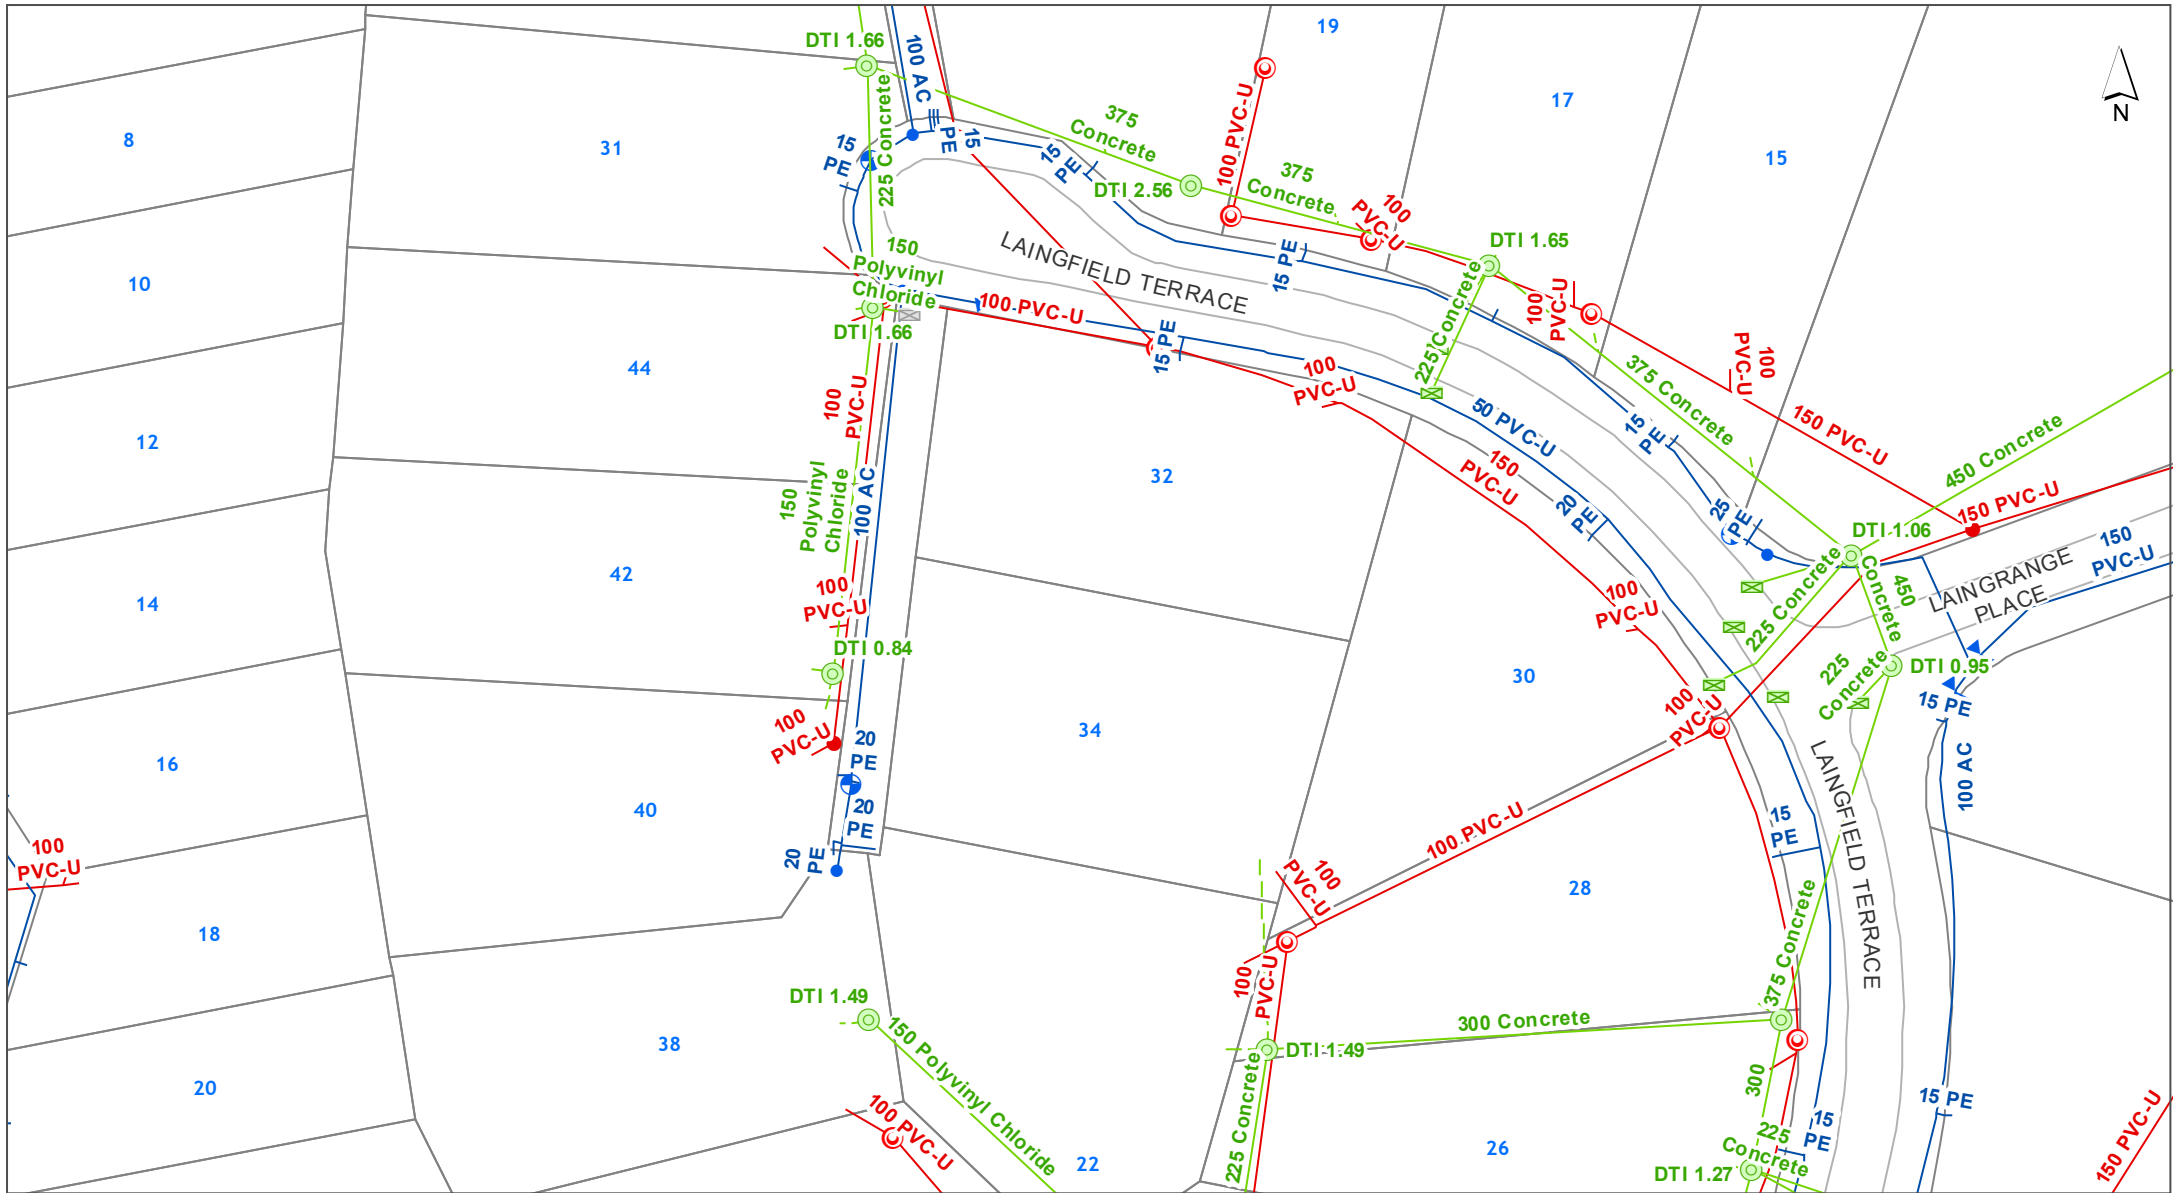 19
DTI 1.66
100 AC
17
N
375
Concrete
8
31
15
PE
225 Concrete
PE
15
15
PE
100 PVC-U
DTI 2.56
375
Concrete
100
PVC-U
15
DTI 1.65
LAINGFIELD TERRACE
15 PE
15 PE
150
Polyvinyl
Chloride
DTI 1.66
10
100 PVC-U
15 PE
15 PE
225 Concrete
100
PVC-U
100
PVC-U
44
100
PVC-U
100
PVC-U
375 Concrete
50 PVC-U
15
PE
150 PVC-U
450 Concrete
12
32
150
Polyvinyl
Chloride
100 AC
150
PVC-U
20
PE
25
PE
150 PVC-U
DTI 1.06
150
PVC-U
LAINGRANGE
PLACE
42
14
100
PVC-U
100
PVC-U
225 Concrete
450
Concrete
DTI 0.84
30
225
Concrete
DTI 0.95
15 PE
100
PVC-U
100
PVC-U
34
20
PE
20
PE
20
PE
16
40
100 AC
LAINGFIELD TERRACE
15
PE
100 PVC-U
100
PVC-U
100
PVC-U
28
18
375 Concrete
100
PVC-U
DTI 1.49
150 Polyvinyl Chloride
38
300 Concrete
DTI 1.49
20
225 Concrete
300
15 PE
100 PVC-U
22
26
225
Concrete
15
PE
DTI 1.27
150 PVC-U